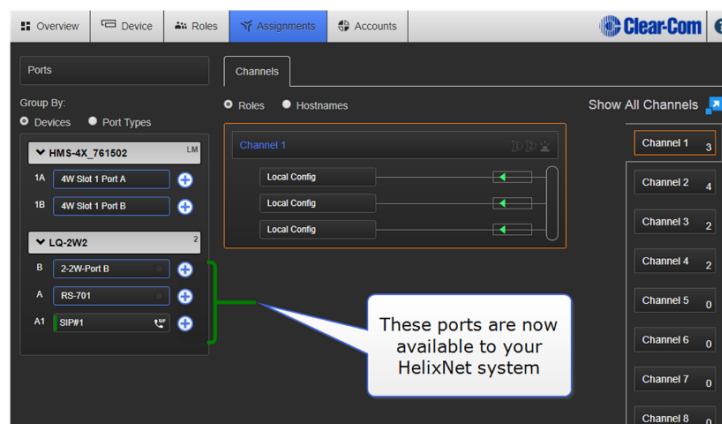 Overview
Device
Roles
Assignments
Accounts
Clear-Com
Ports
Channels
Group By:
Devices
Port Types
Roles
Hostnames
Show All Channels
HMS-4X_761502
LM
1A
4W Slot 1 Port A
1B
4W Slot 1 Port B
LQ-2W2
2
B
2-2W-Port B
A
RS-701
A1
SIP#1
Channel 1
Local Config
Local Config
Local Config
These ports are now
available to your
HelixNet system
Channel 1 3
Channel 2 4
Channel 3 2
Channel 4 2
Channel 5 0
Channel 6 0
Channel 7 0
Channel 8 0